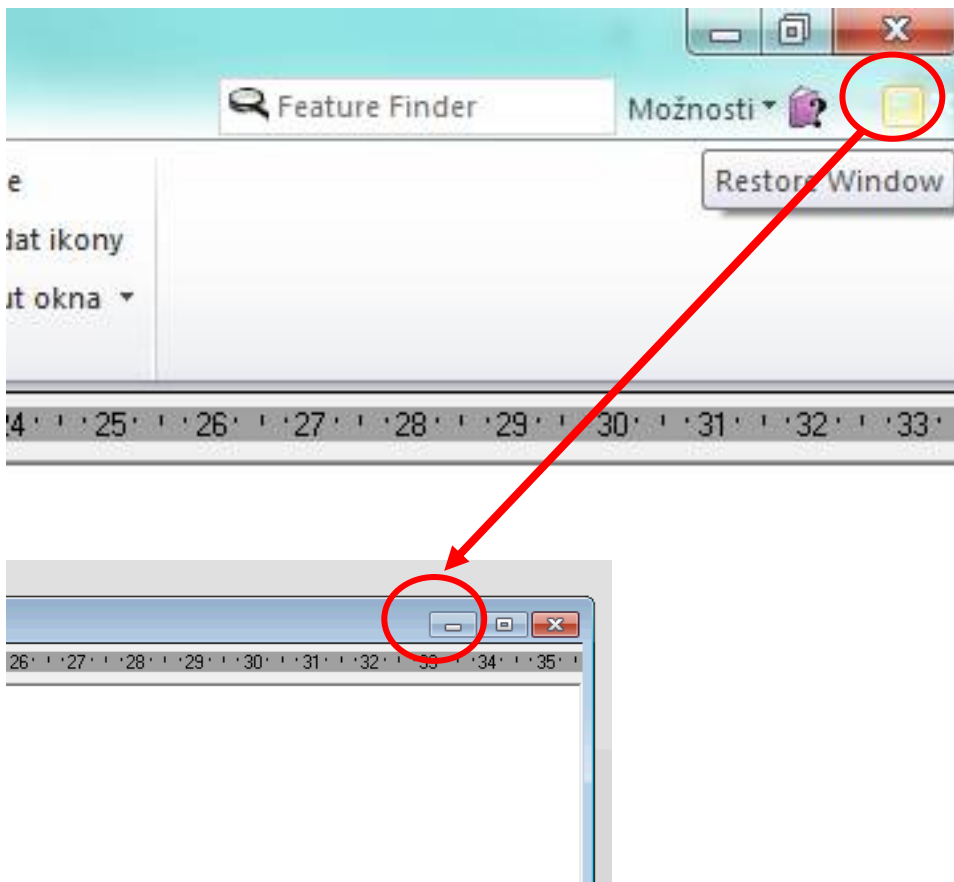 Feature Finder Možnosti
Restore Window
e
dat ikony
ut okna
24 25 26 27 28 29 30 31 32 33
26 27 28 29 30 31 32 33 34 35